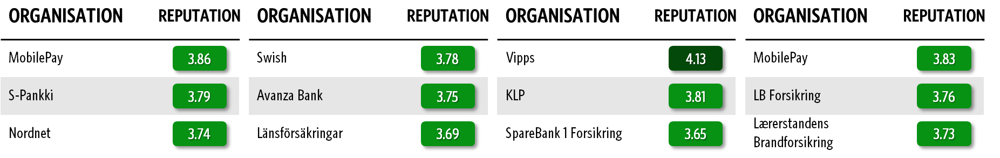 ORGANISATION REPUTATION
MobilePay 3.86
S-Pankki 3.79
Nordnet 3.74
ORGANISATION REPUTATION
Swish 3.78
Avanza Bank 3.75
Länsförsäkringar 3.69
ORGANISATION REPUTATION
Vipps 4.13
KLP 3.81
SpareBank 1 Forsikring 3.65
ORGANISATION REPUTATION
MobilePay 3.83
LB Forsikring 3.76
Lærerstandens
Brandforsikring 3.73